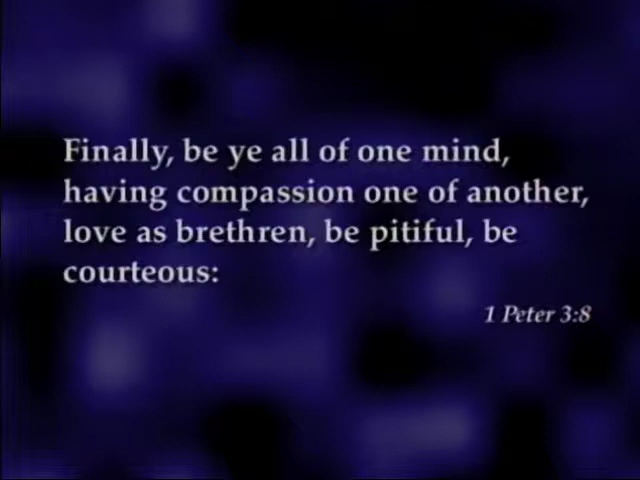 Finally, be ye all of one mind,
having compassion one of another,
love as brethren, be pitiful, be
courteous:
1 Peter 3:8